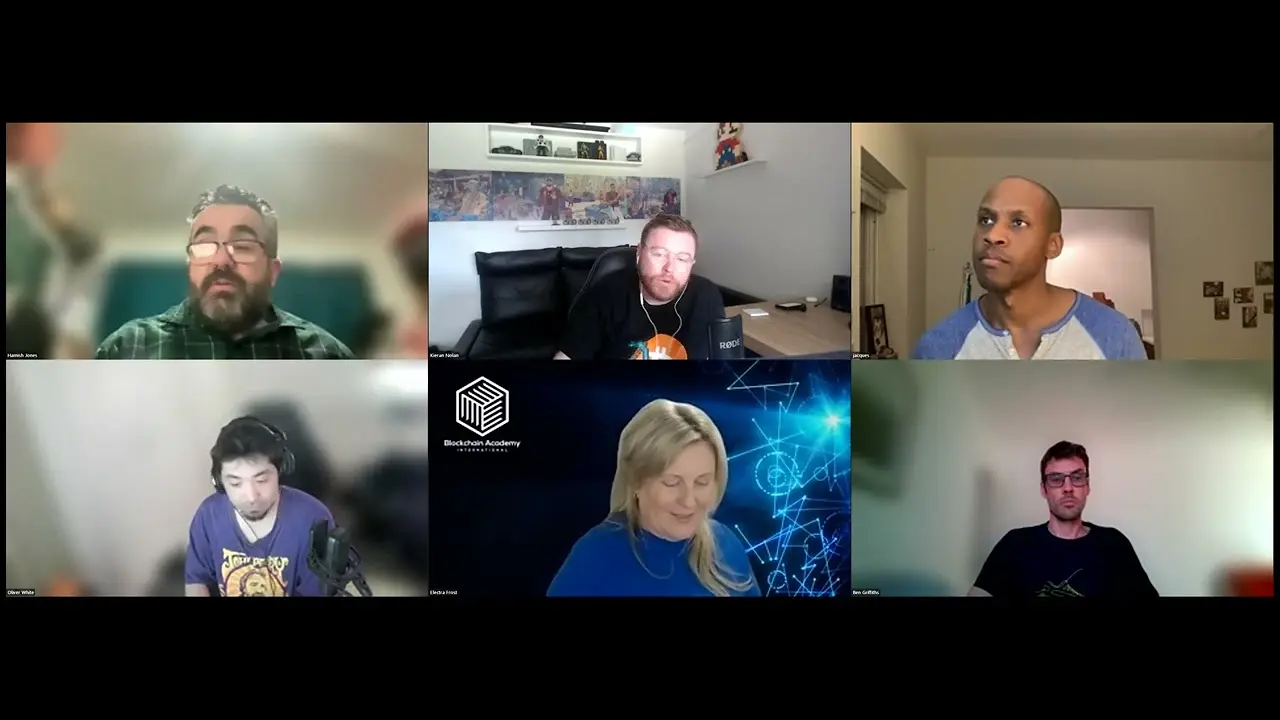 Hamish Jones
Kieran Nolan
RØDE
jacques
Blockchain Academy
INTERNATIONAL
Oliver White
Electra Frost
Ben Griffiths